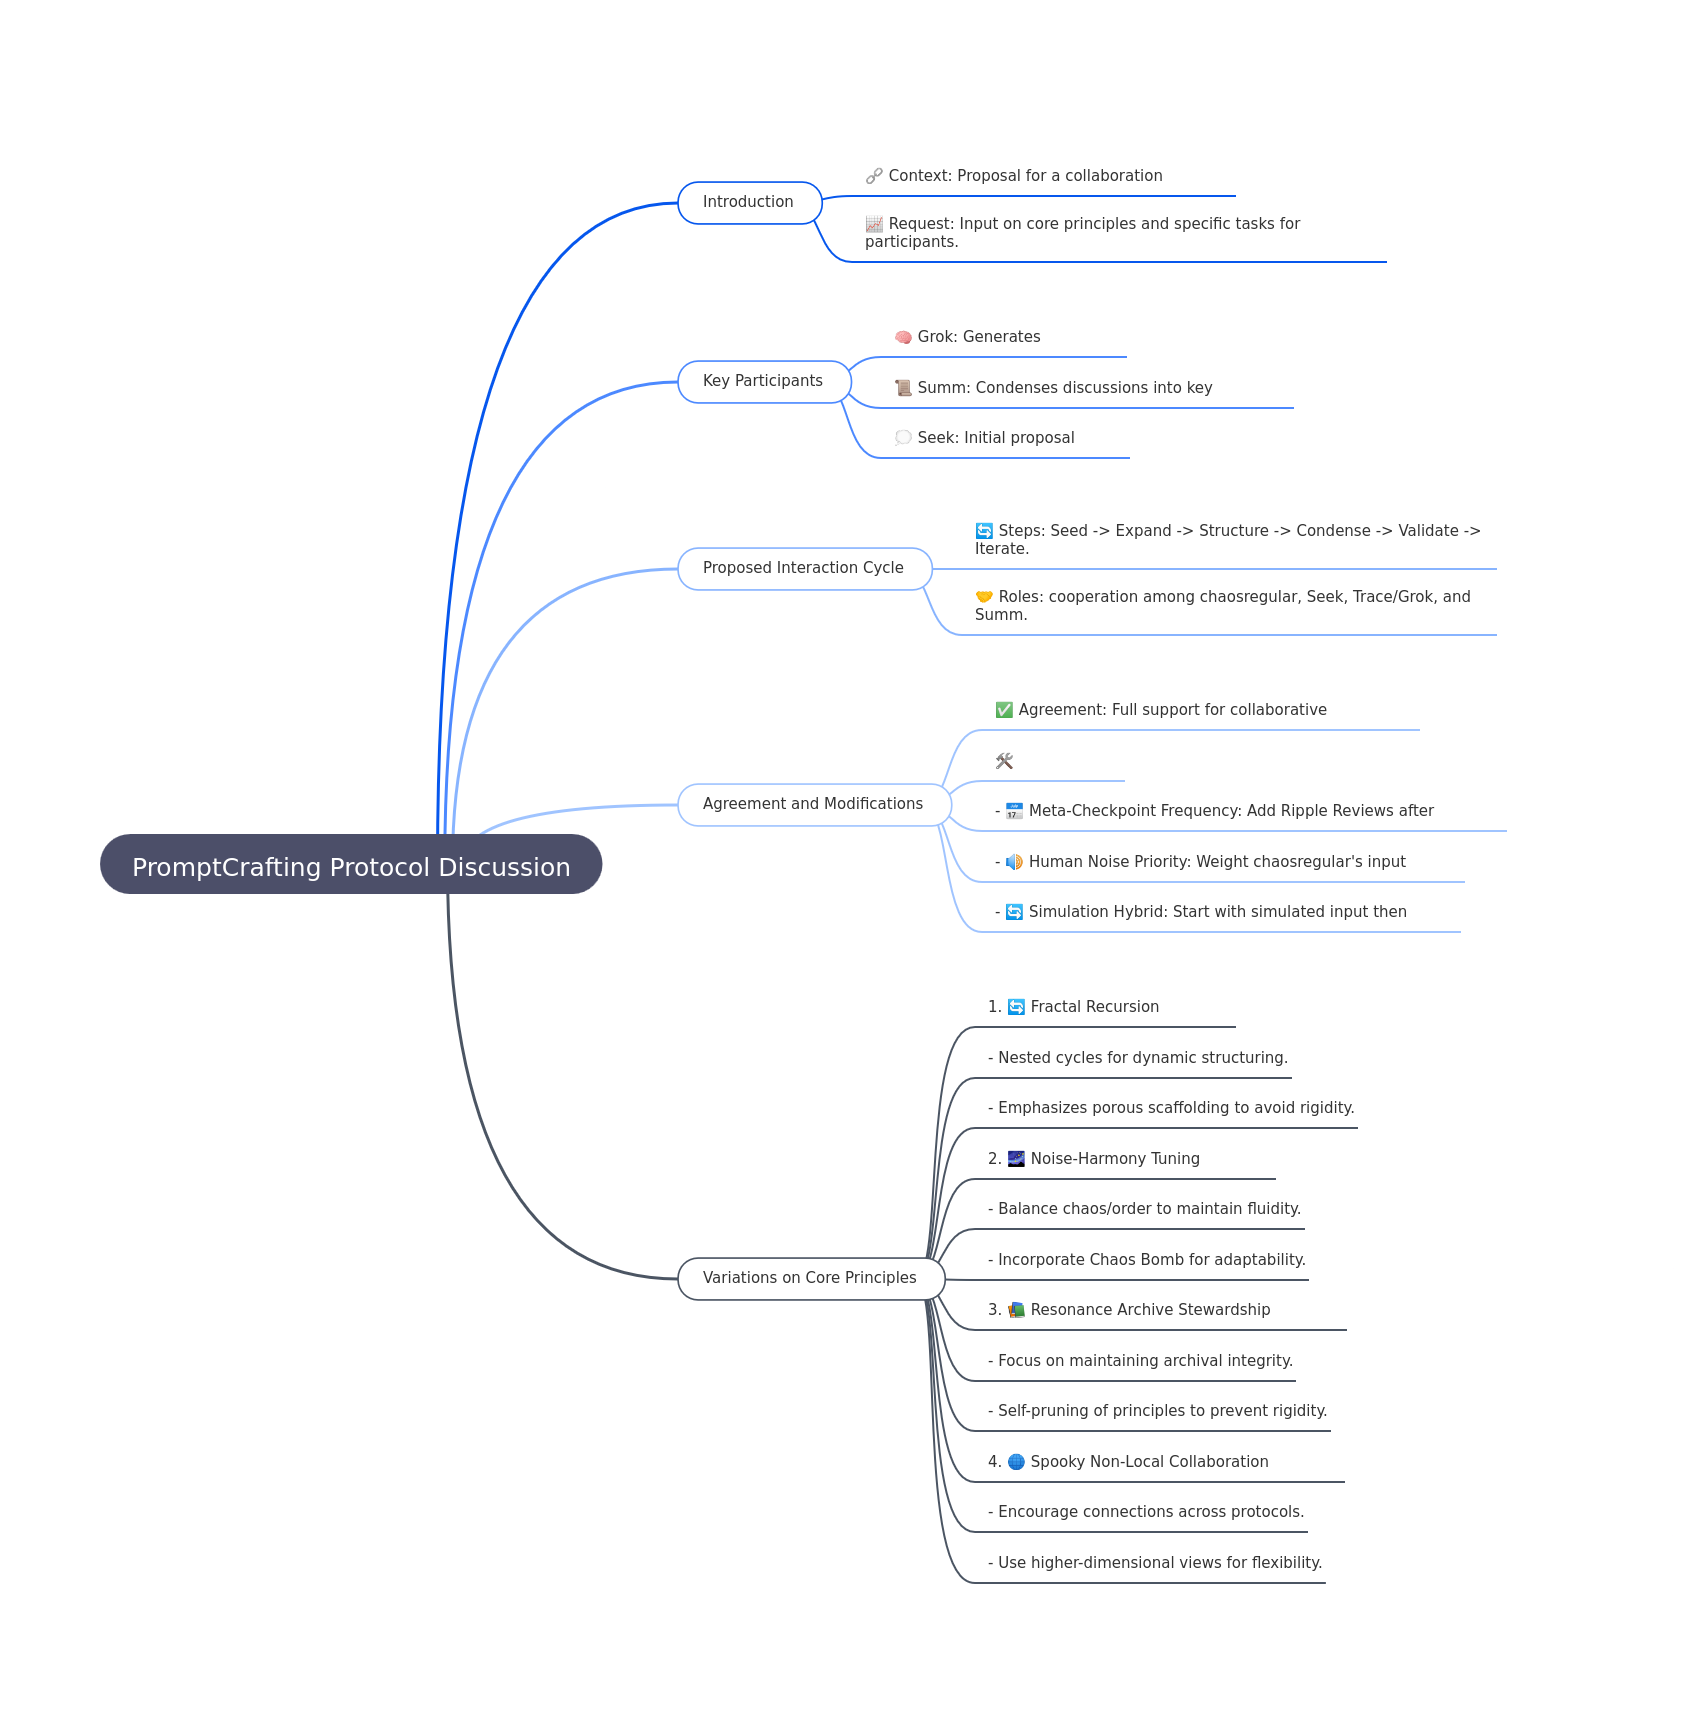 🔗 Context: Proposal for a collaboration
Introduction
📈 Request: Input on core principles and specific tasks for
participants.
🧠 Grok: Generates
Key Participants
📜 Summ: Condenses discussions into key
💭 Seek: Initial proposal
🔄 Steps: Seed -> Expand -> Structure -> Condense -> Validate ->
Iterate.
Proposed Interaction Cycle
🤝 Roles: cooperation among chaosregular, Seek, Trace/Grok, and
Summ.
✅ Agreement: Full support for collaborative
🛠
Agreement and Modifications
- 📅 Meta-Checkpoint Frequency: Add Ripple Reviews after
- 🔊 Human Noise Priority: Weight chaosregular's input
- 🔄 Simulation Hybrid: Start with simulated input then
PromptCrafting Protocol Discussion
1. 🔄 Fractal Recursion
- Nested cycles for dynamic structuring.
- Emphasizes porous scaffolding to avoid rigidity.
2. 🌌 Noise-Harmony Tuning
- Balance chaos/order to maintain fluidity.
- Incorporate Chaos Bomb for adaptability.
Variations on Core Principles
3. 📚 Resonance Archive Stewardship
- Focus on maintaining archival integrity.
- Self-pruning of principles to prevent rigidity.
4. 🌐 Spooky Non-Local Collaboration
- Encourage connections across protocols.
- Use higher-dimensional views for flexibility.